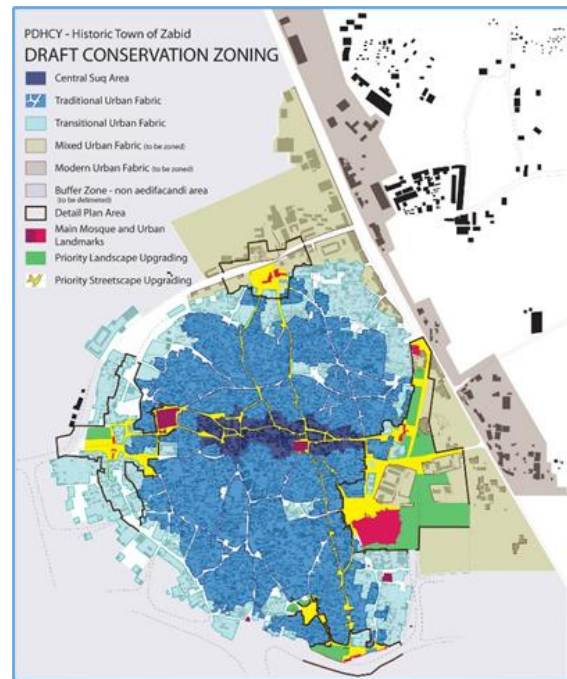 PDHCY - Historic Town of Zabid
DRAFT CONSERVATION ZONING
Central Suq Area
Traditional Urban Fabric
Transitional Urban Fabric
Mixed Urban Fabric (to be zoned)
Modern Urban Fabric (to be zoned)
Buffer Zone - non aedifacandi area
(to be delimeted)
Detail Plan Area
Main Mosque and Urban
Landmarks
Priority Landscape Upgrading
Priority Streetscape Upgrading